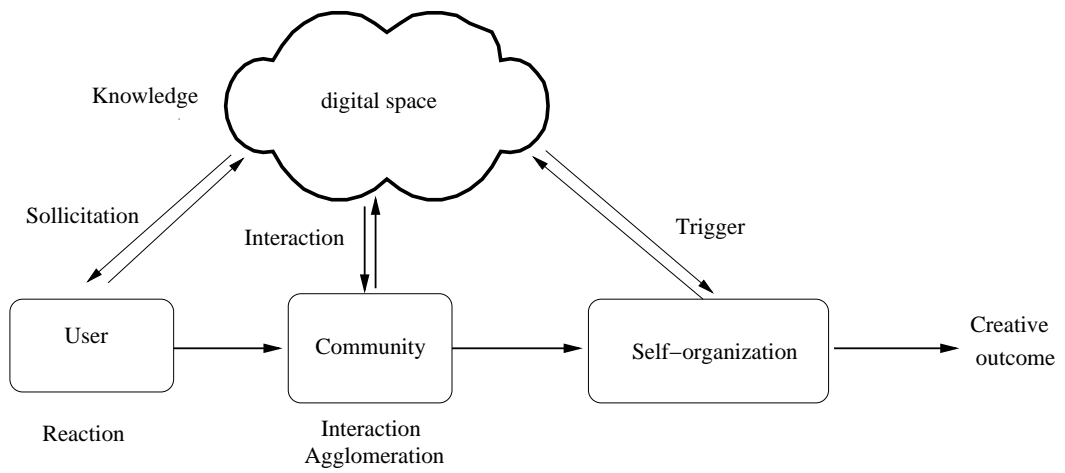 Knowledge
digital space
Sollicitation
Interaction
Trigger
User
Community
Self−organization
Creative
outcome
Reaction
Interaction
Agglomeration